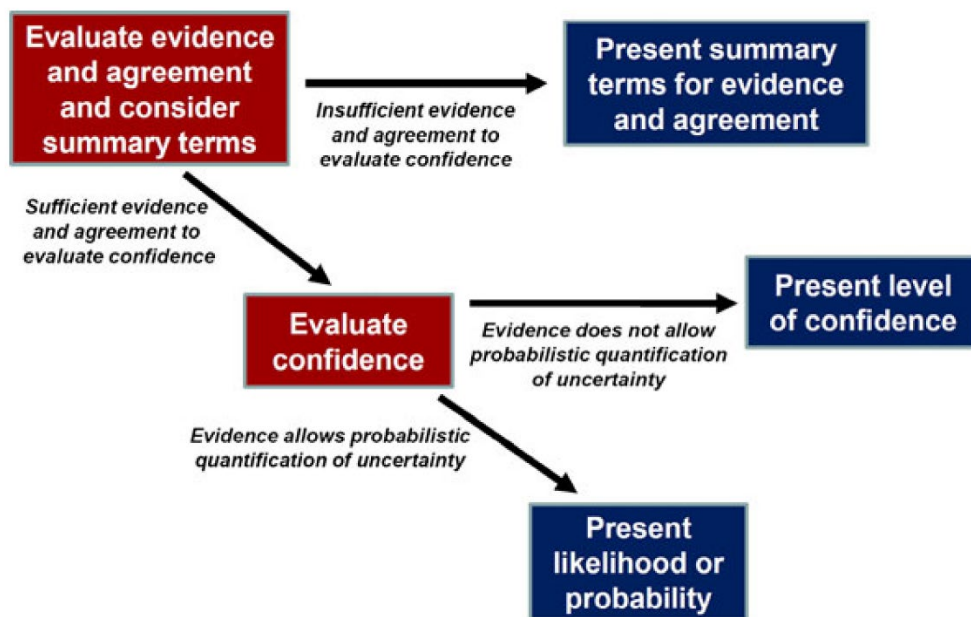 Evaluate evidence
and agreement
and consider
summary terms
Insufficient evidence
and agreement to
evaluate confidence
Present summary
terms for evidence
and agreement
Sufficient evidence
and agreement to
evaluate confidence
Evaluate
confidence
Evidence does not allow
probabilistic quantification
of uncertainty
Present level
of confidence
Evidence allows probabilistic
quantification of uncertainty
Present
likelihood or
probability